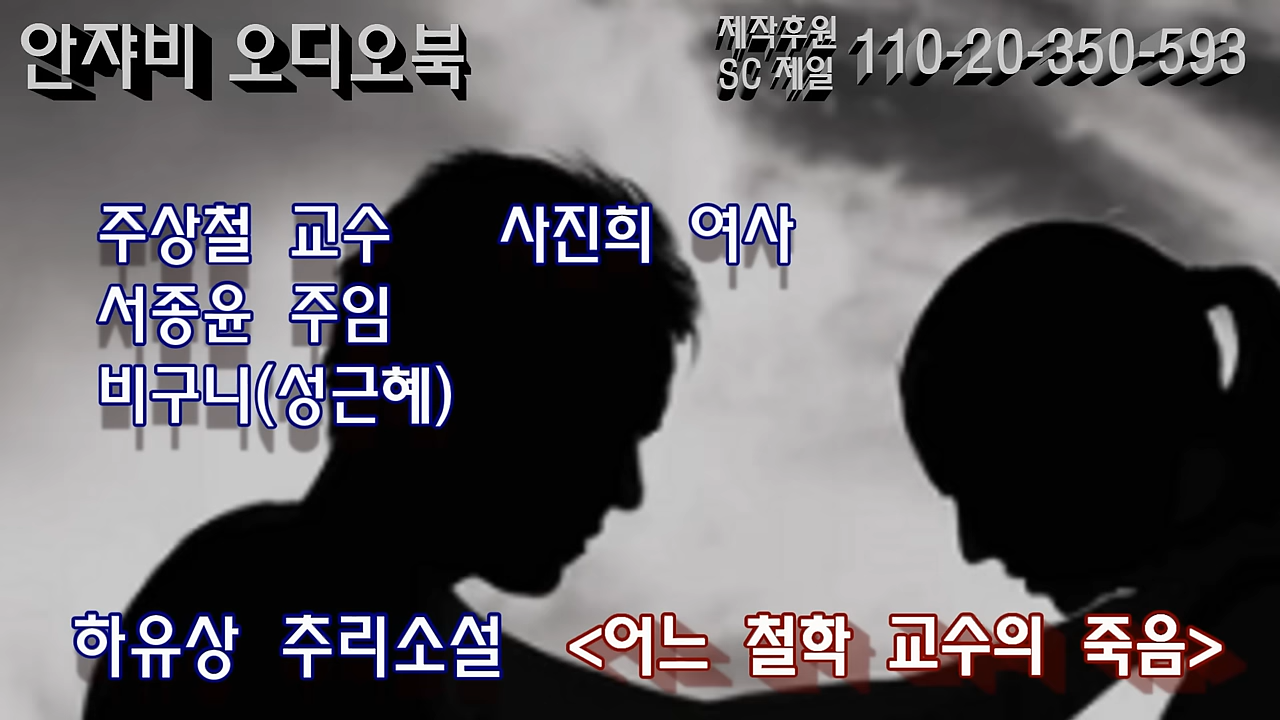 안쟈비 오디오북
제작후원
SC 제일
110-20-350-593
주상철 교수 사진희 여사
서종윤 주임
비구니(성근혜)
하유상 추리소설 <어느 철학 교수의 죽음>